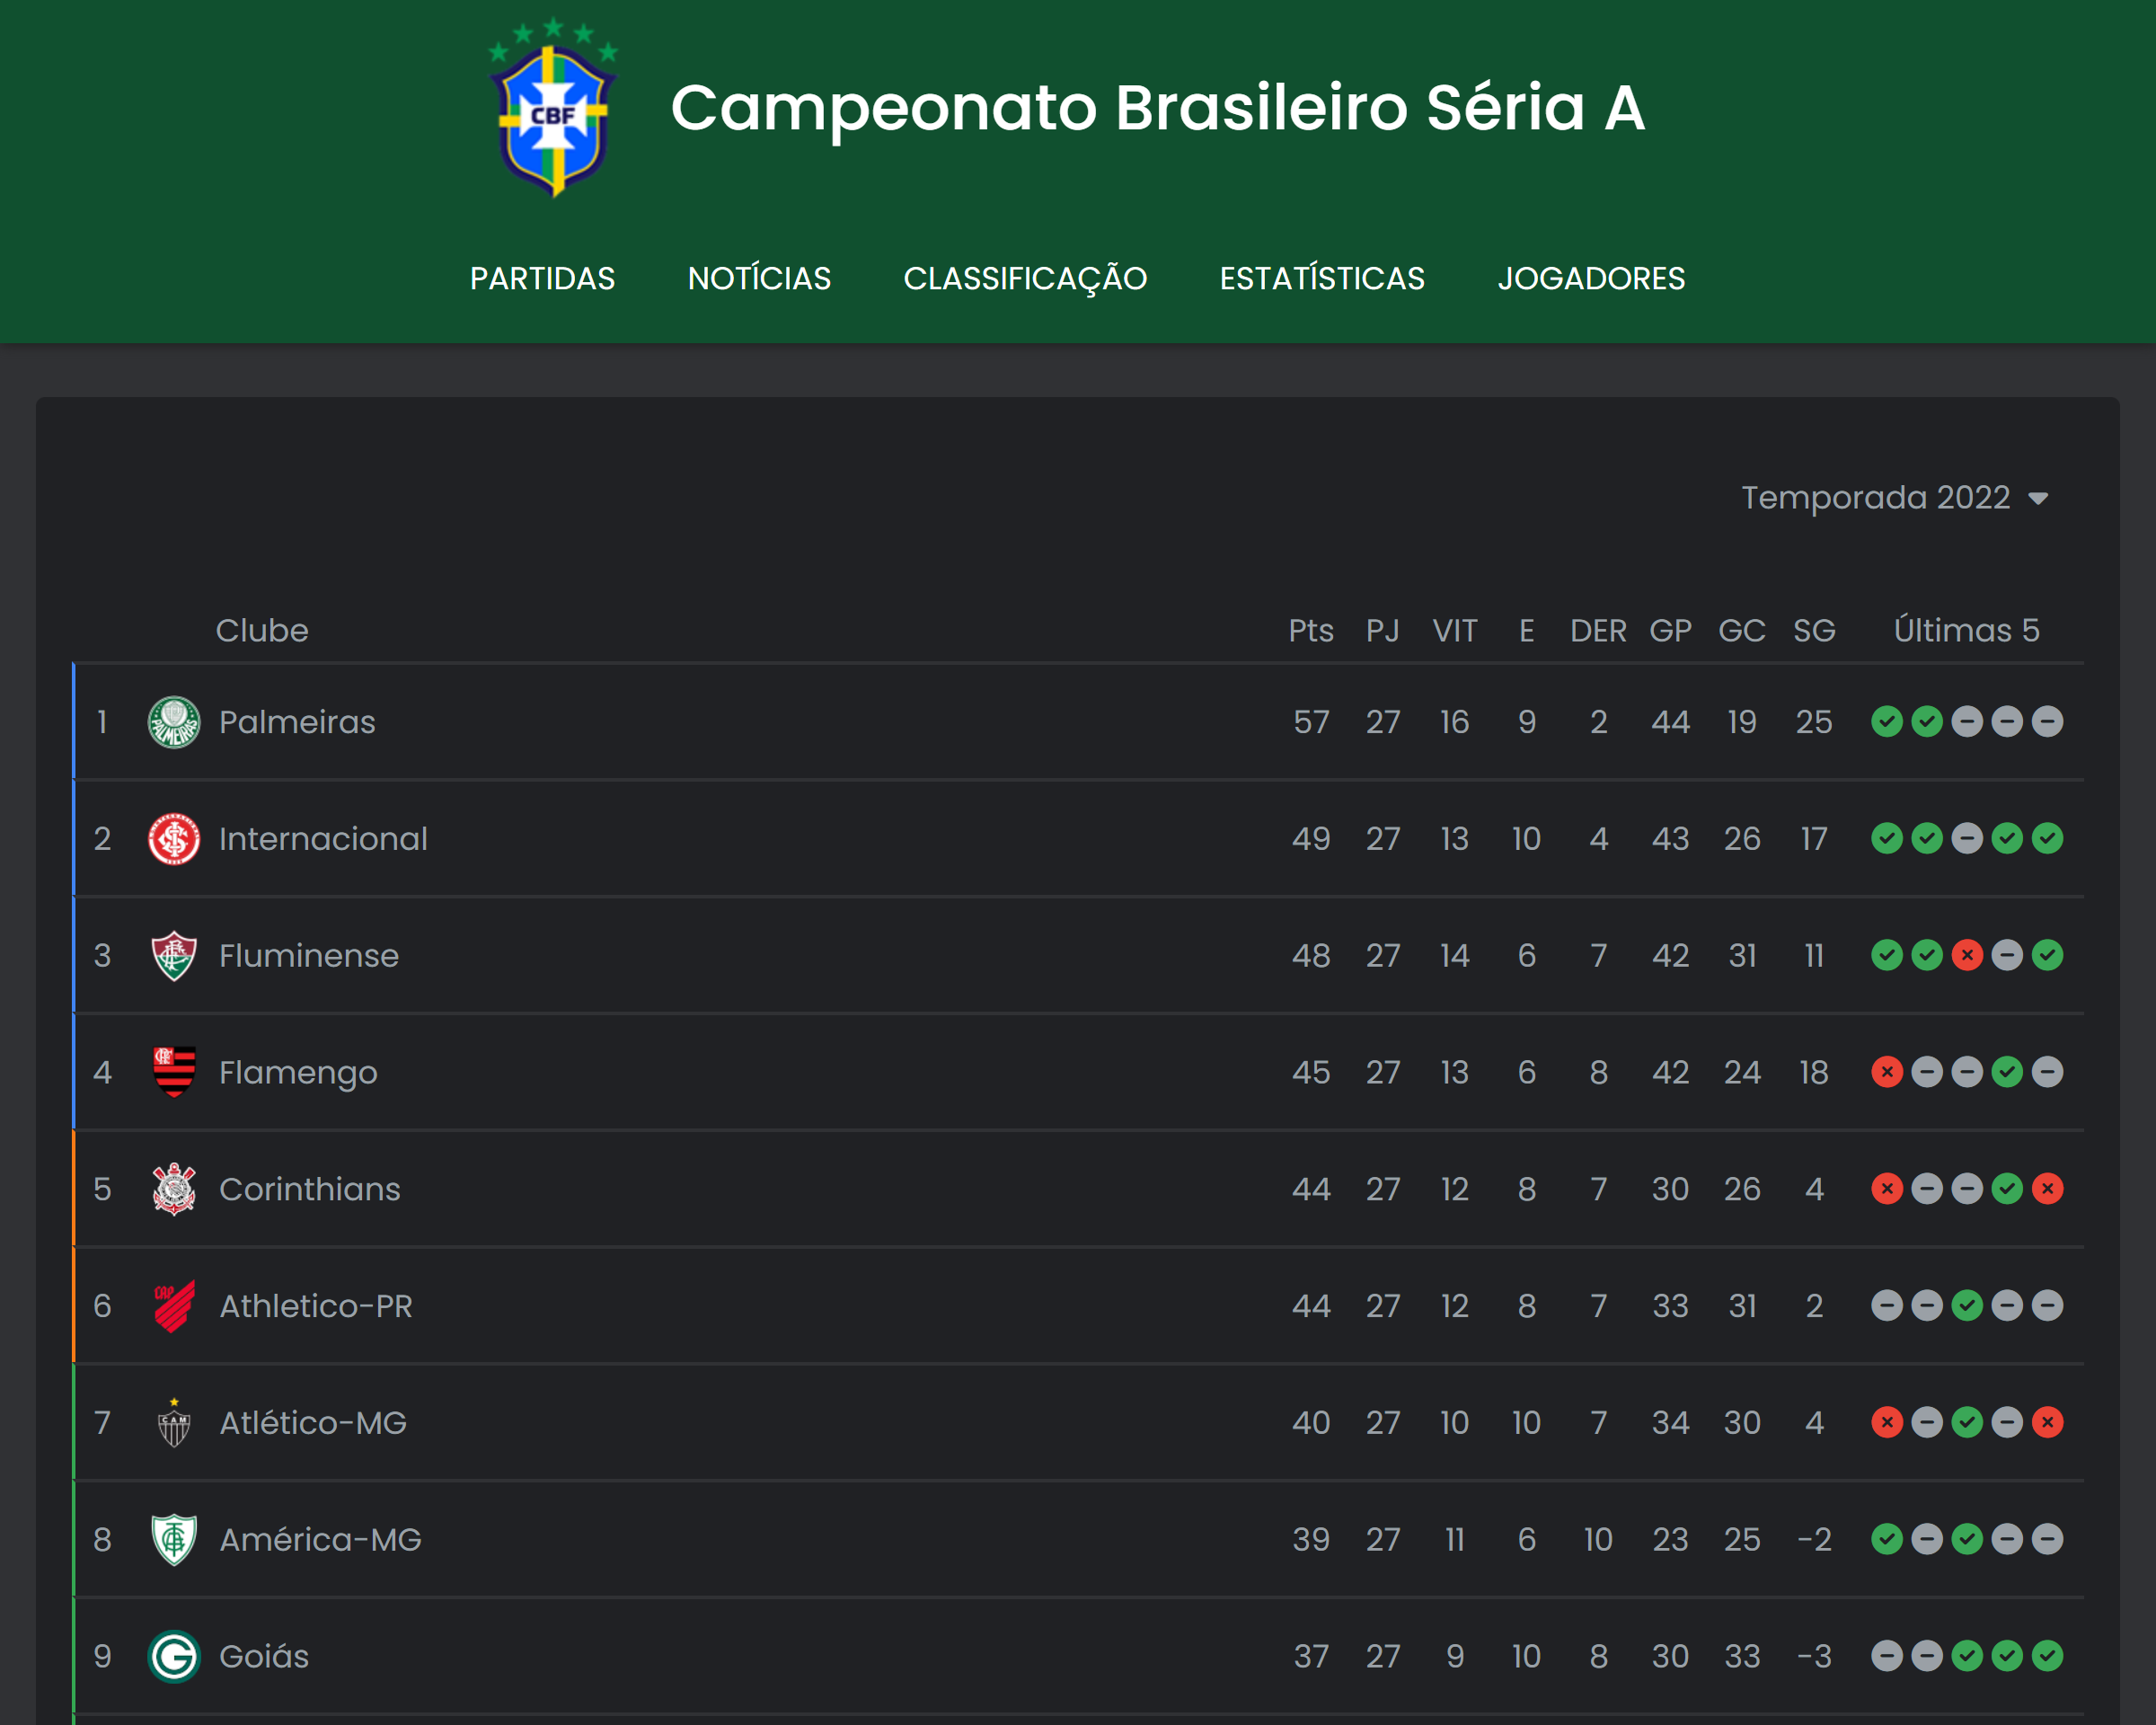 CBF
Campeonato Brasileiro Séria A
PARTIDAS NOTÍCIAS CLASSIFICAÇÃO ESTATÍSTICAS JOGADORES
Temporada 2022
Clube Pts PJ VIT E DER GP GC SG Últimas 5
1 PALMEIRAS Palmeiras 57 27 16 9 2 44 19 25
2 Internacional 49 27 13 10 4 43 26 17
3 Fluminense 48 27 14 6 7 42 31 11
4 Flamengo 45 27 13 6 8 42 24 18
5 Corinthians 44 27 12 8 7 30 26 4
6 CAP Athletico-PR 44 27 12 8 7 33 31 2
7 CAM Atlético-MG 40 27 10 10 7 34 30 4
8 América-MG 39 27 11 6 10 23 25 -2
9 G Goiás 37 27 9 10 8 30 33 -3